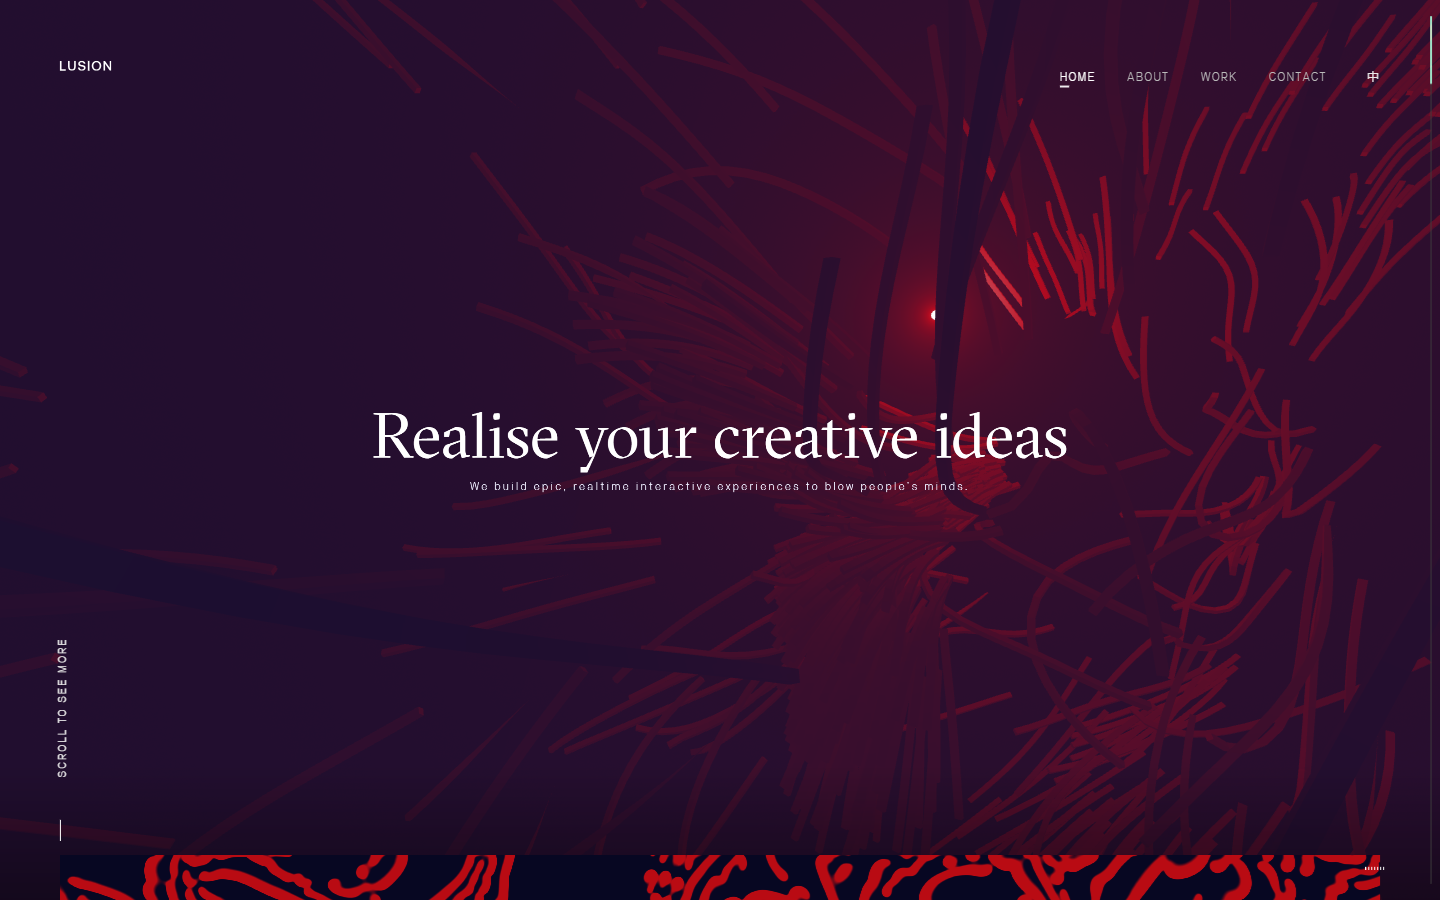 LUSION
HOME ABOUT WORK CONTACT 中
Realise your creative ideas
We build epic, realtime interactive experiences to blow people's minds.
SCROLL TO SEE MORE